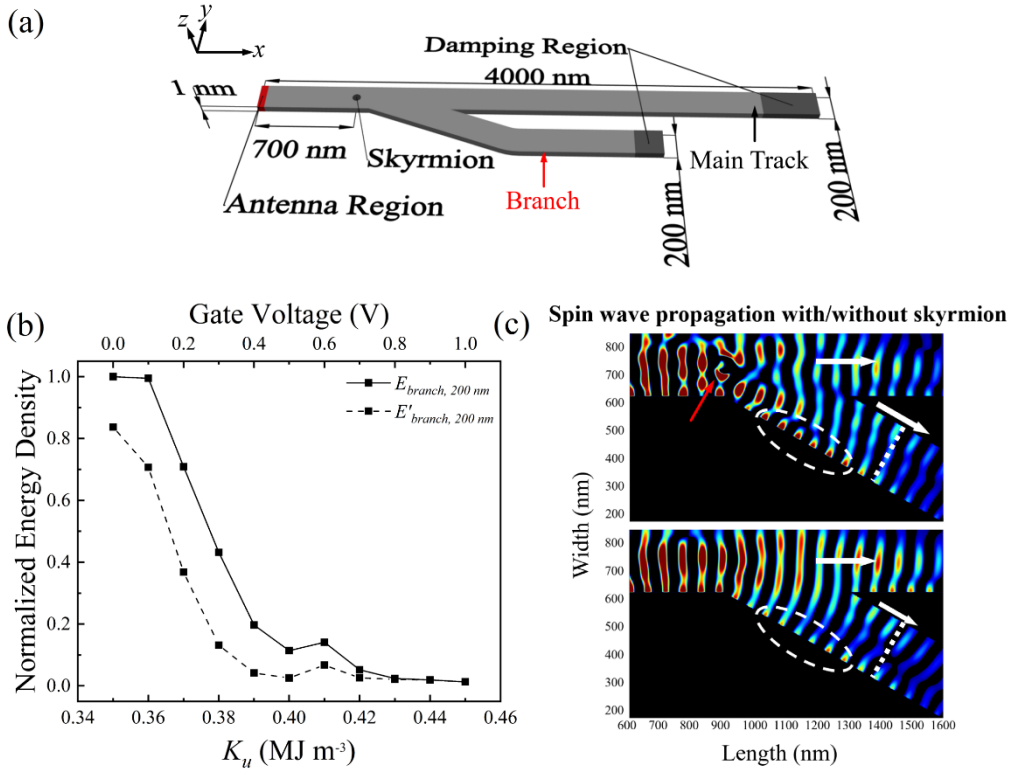 (a)
z
y
x
Damping Region
4000 nm
1 nm
700 nm
Skyrmion
Antenna Region
Branch
Main Track
200 nm
200 nm
(b)
Gate Voltage (V)
0.0 0.2 0.4 0.6 0.8 1.0
E branch, 200 nm
E' branch, 200 nm
Normalized Energy Density
1.0
0.8
0.6
0.4
0.2
0.0
0.34 0.36 0.38 0.40 0.42 0.44 0.46
Ku (MJ m-3)
(c)
Spin wave propagation with/without skyrmion
Width (nm)
800
700
600
500
400
300
200
800
700
600
500
400
300
200
600 700 800 900 1000 1100 1200 1300 1400 1500 1600
Length (nm)